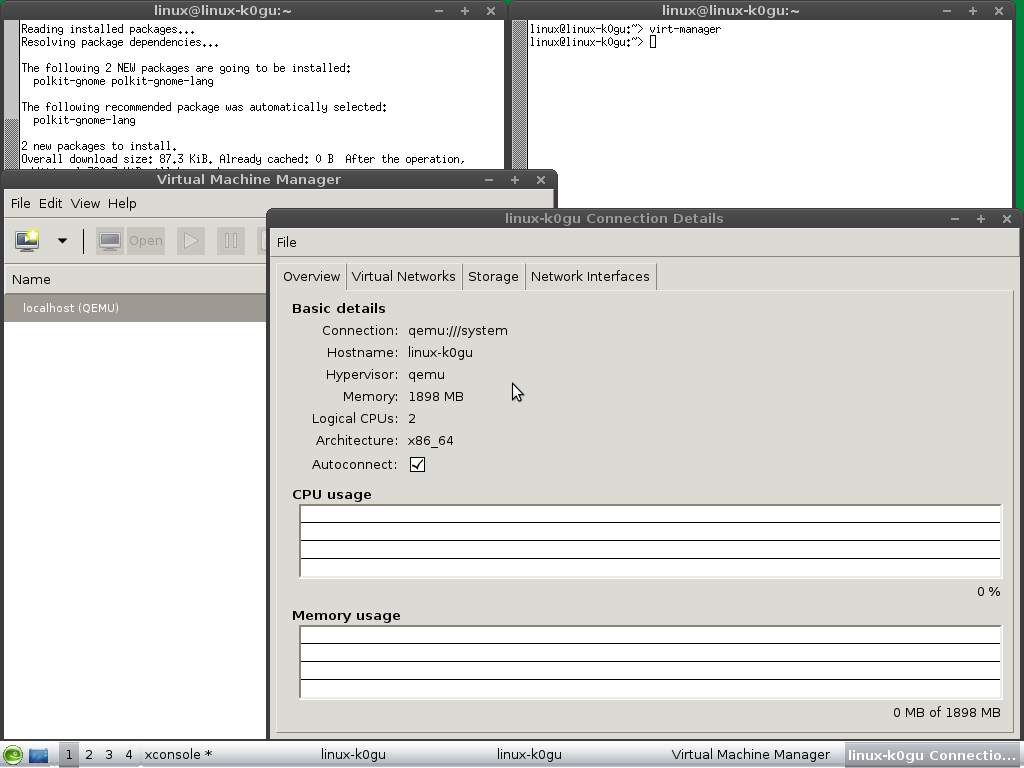 linux@linux-k0gu:~
Reading installed packages...
Resolving package dependencies...
The following 2 NEW packages are going to be installed:
polkit-gnome polkit-gnome-lang
The following recommended package was automatically selected:
polkit-gnome-lang
2 new packages to install.
Overall download size: 87.3 KiB. Already cached: 0 B  After the operation,
linux@linux-k0gu:~
linux@linux-k0gu:~> virt-manager
linux@linux-k0gu:~>
Virtual Machine Manager
File Edit View Help
Open
Name
localhost (QEMU)
linux-k0gu Connection Details
File
Overview Virtual Networks Storage Network Interfaces
Basic details
Connection: qemu:///system
Hostname: linux-k0gu
Hypervisor: qemu
Memory: 1898 MB
Logical CPUs: 2
Architecture: x86_64
Autoconnect:
CPU usage
0 %
Memory usage
0 MB of 1898 MB
1 2 3 4 xconsole * linux-k0gu linux-k0gu Virtual Machine Manager linux-k0gu Connectio...